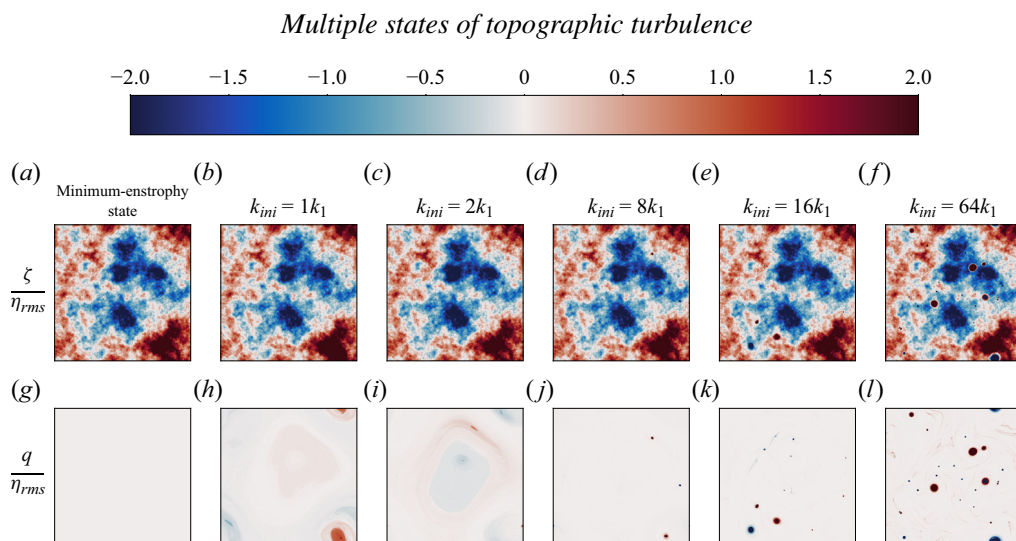 Multiple states of topographic turbulence
−2.0 −1.5 −1.0 −0.5 0 0.5 1.0 1.5 2.0
(a) (b) (c) (d) (e) (f)
Minimum-enstrophy
state
k_ini = 1k_1 k_ini = 2k_1 k_ini = 8k_1 k_ini = 16k_1 k_ini = 64k_1
ζ
η_rms
(g) (h) (i) (j) (k) (l)
q
η_rms